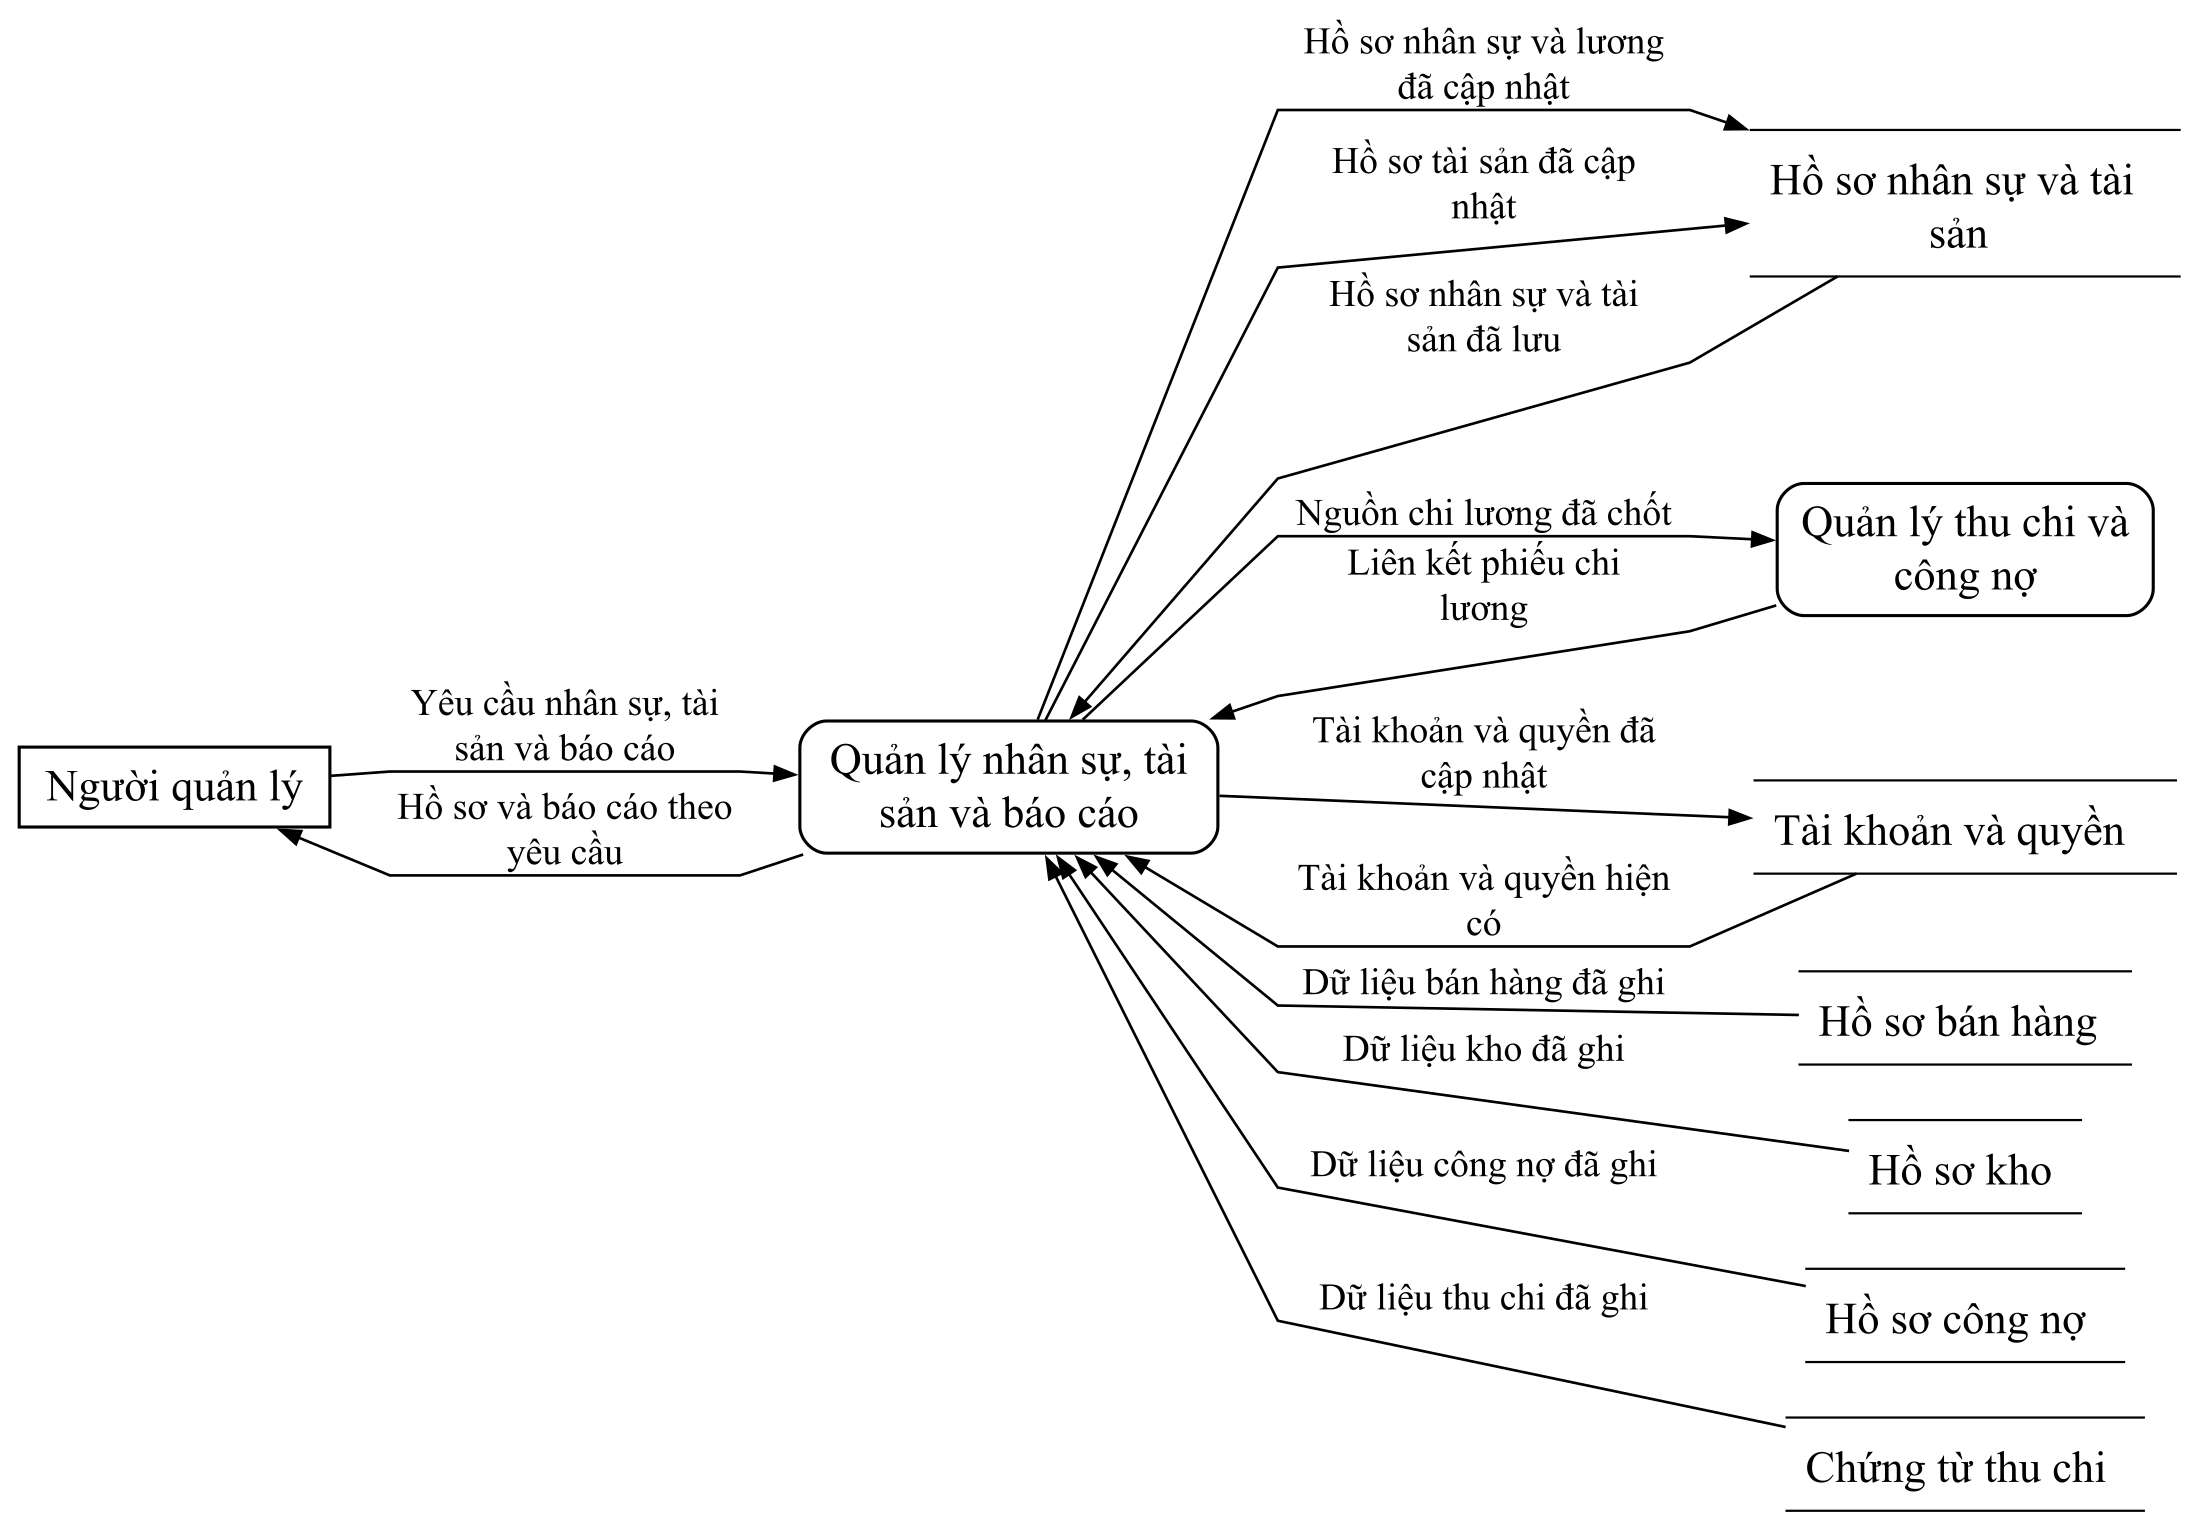 Hồ sơ nhân sự và lương
đã cập nhật
Hồ sơ tài sản đã cập
nhật
Hồ sơ nhân sự và tài
sản
Hồ sơ nhân sự và tài
sản đã lưu
Nguồn chi lương đã chốt
Quản lý thu chi và
công nợ
Liên kết phiếu chi
lương
Yêu cầu nhân sự, tài
sản và báo cáo
Người quản lý
Hồ sơ và báo cáo theo
yêu cầu
Quản lý nhân sự, tài
sản và báo cáo
Tài khoản và quyền đã
cập nhật
Tài khoản và quyền
Tài khoản và quyền hiện
có
Dữ liệu bán hàng đã ghi
Hồ sơ bán hàng
Dữ liệu kho đã ghi
Hồ sơ kho
Dữ liệu công nợ đã ghi
Hồ sơ công nợ
Dữ liệu thu chi đã ghi
Chứng từ thu chi